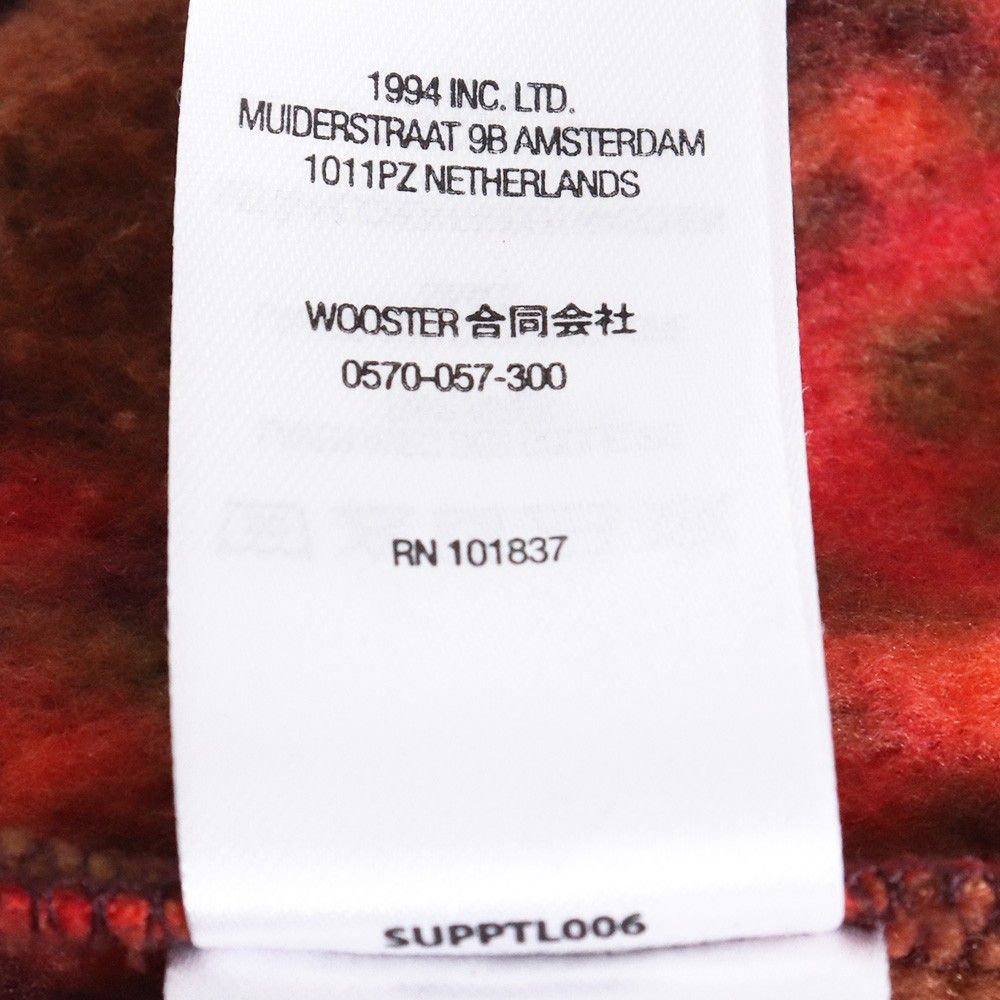 1994 INC. LTD.
MUIDERSTRAAT 9B AMSTERDAM
1011PZ NETHERLANDS
WOOSTER 合同会社
0570-057-300
RN 101837
SUPPTL006